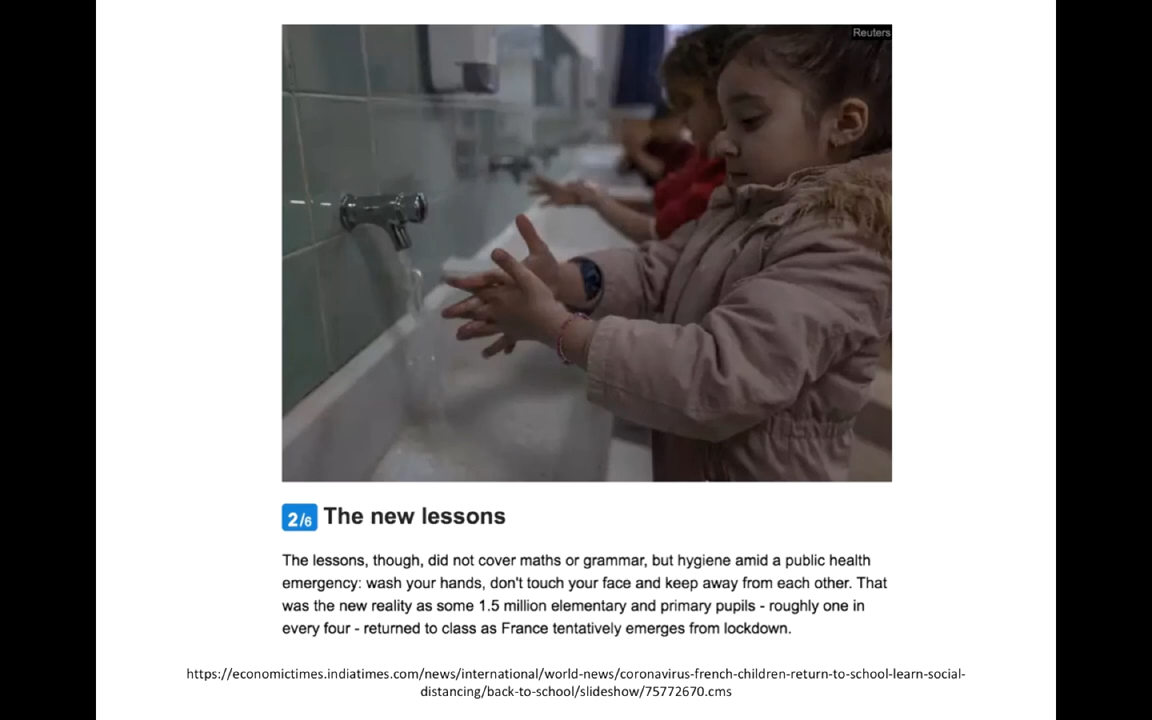 Reuters
2/6 The new lessons
The lessons, though, did not cover maths or grammar, but hygiene amid a public health
emergency: wash your hands, don't touch your face and keep away from each other. That
was the new reality as some 1.5 million elementary and primary pupils - roughly one in
every four - returned to class as France tentatively emerges from lockdown.
https://economictimes.indiatimes.com/news/international/world-news/coronavirus-french-children-return-to-school-learn-social-
distancing/back-to-school/slideshow/75772670.cms